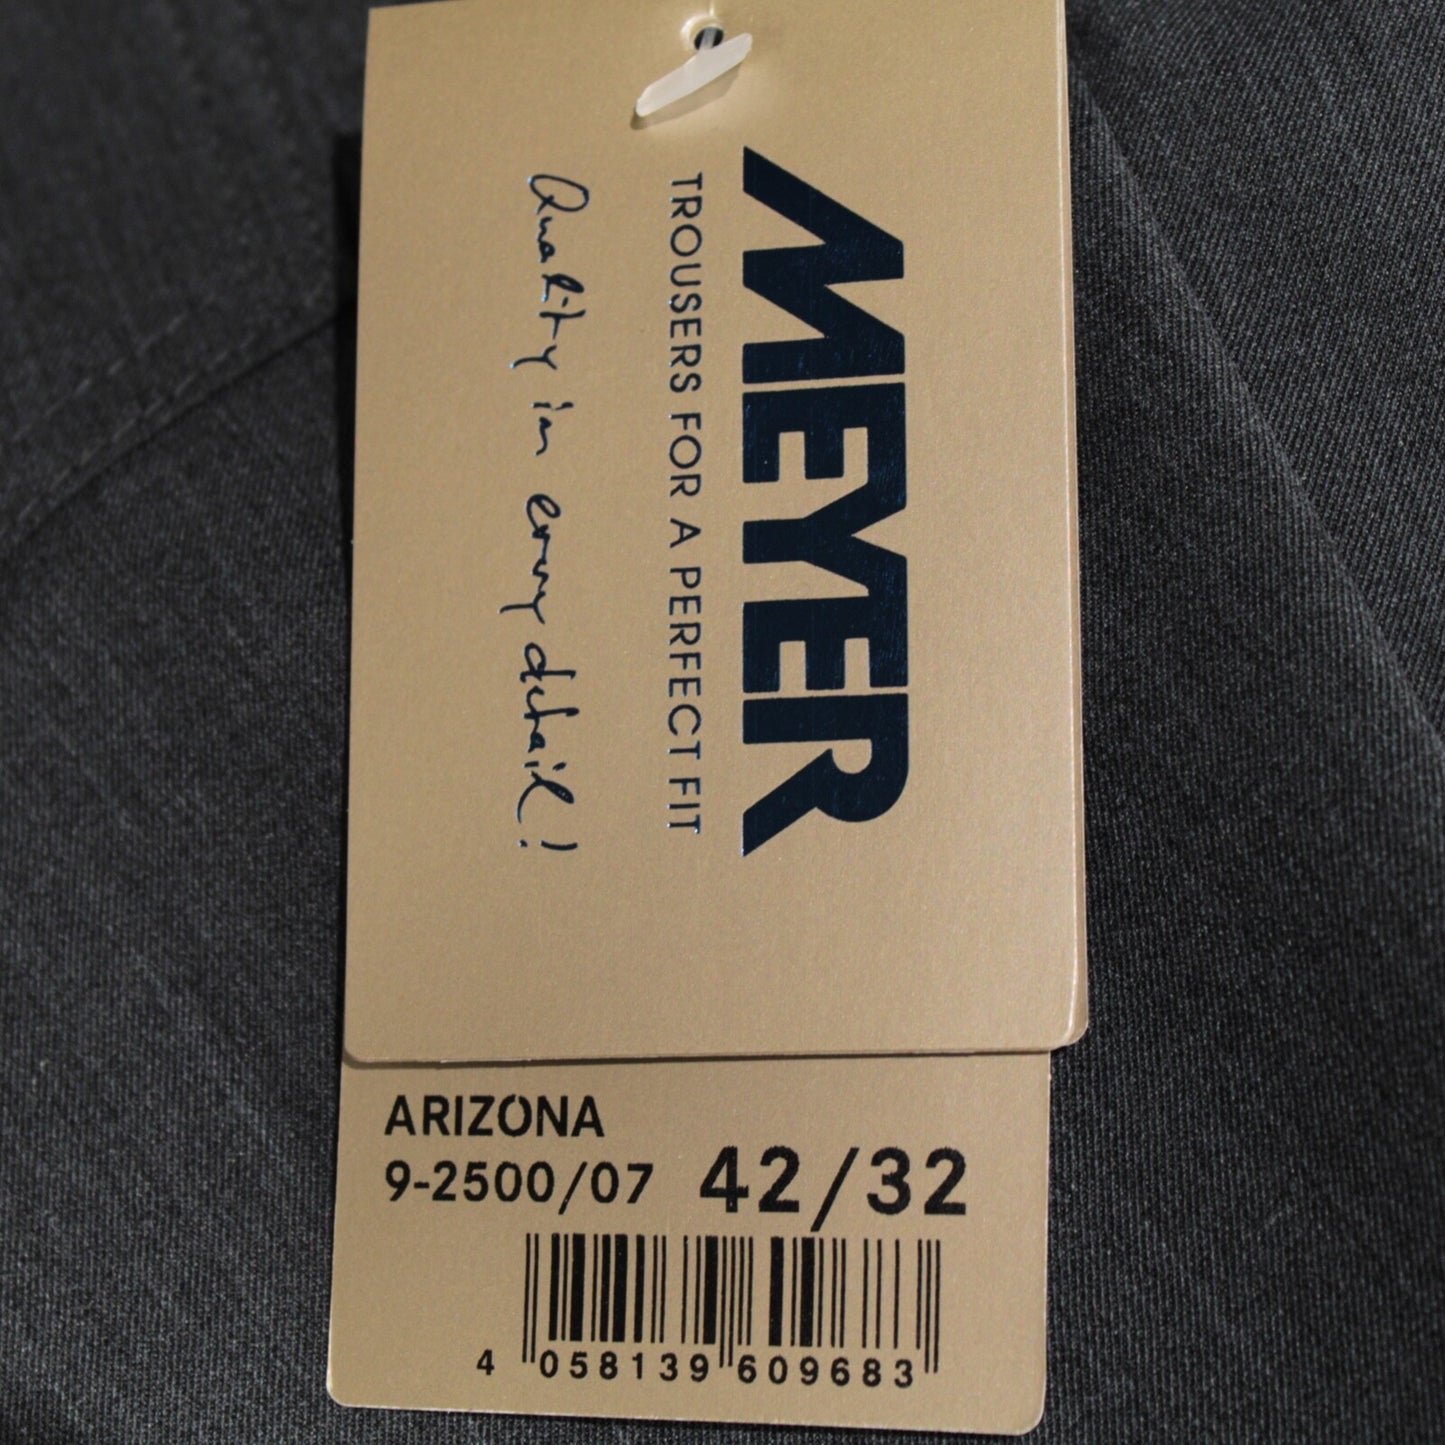 MEYER
TROUSERS FOR A PERFECT FIT
Quality in every detail!
ARIZONA
9-2500/07 42/32
4 058139 609683